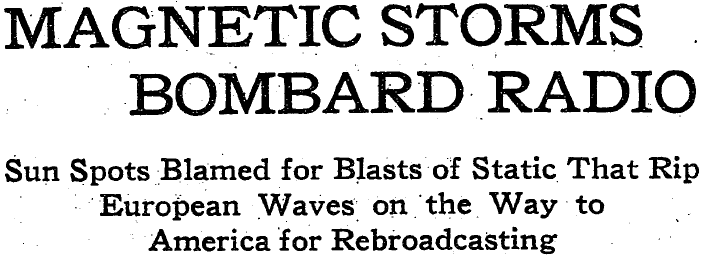 MAGNETIC STORMS
BOMBARD RADIO
Sun Spots Blamed for Blasts of Static That Rip
European Waves on the Way to
America for Rebroadcasting